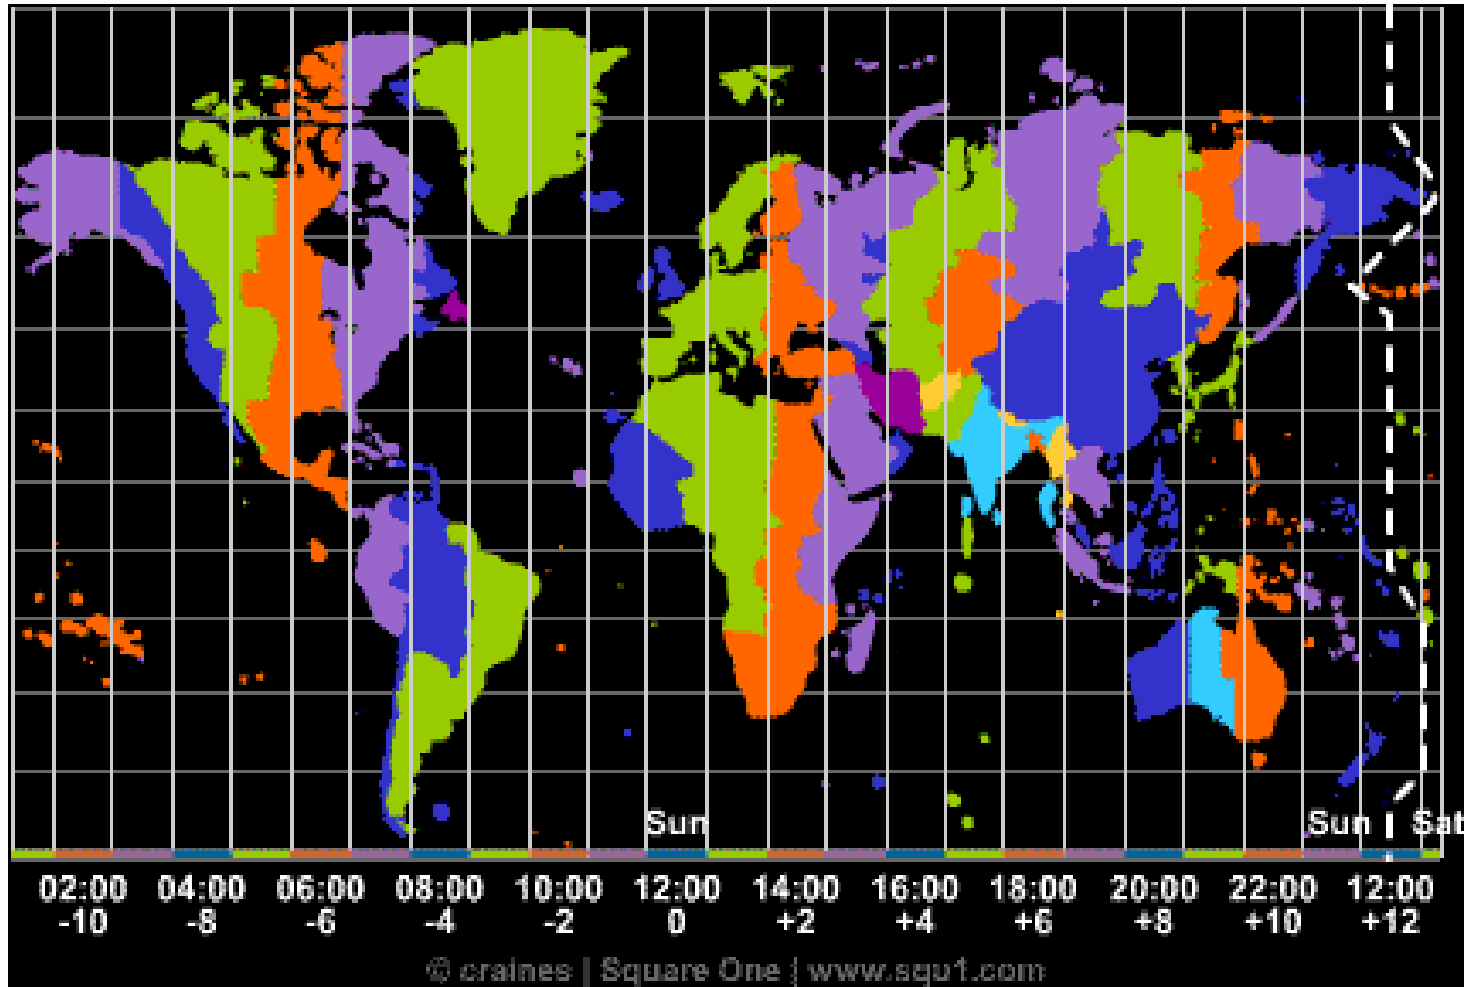 Sun Sun Sat
02:00 04:00 06:00 08:00 10:00 12:00 14:00 16:00 18:00 20:00 22:00 12:00
-10 -8 -6 -4 -2 0 +2 +4 +6 +8 +10 +12
© craines | Square One | www.squ1.com